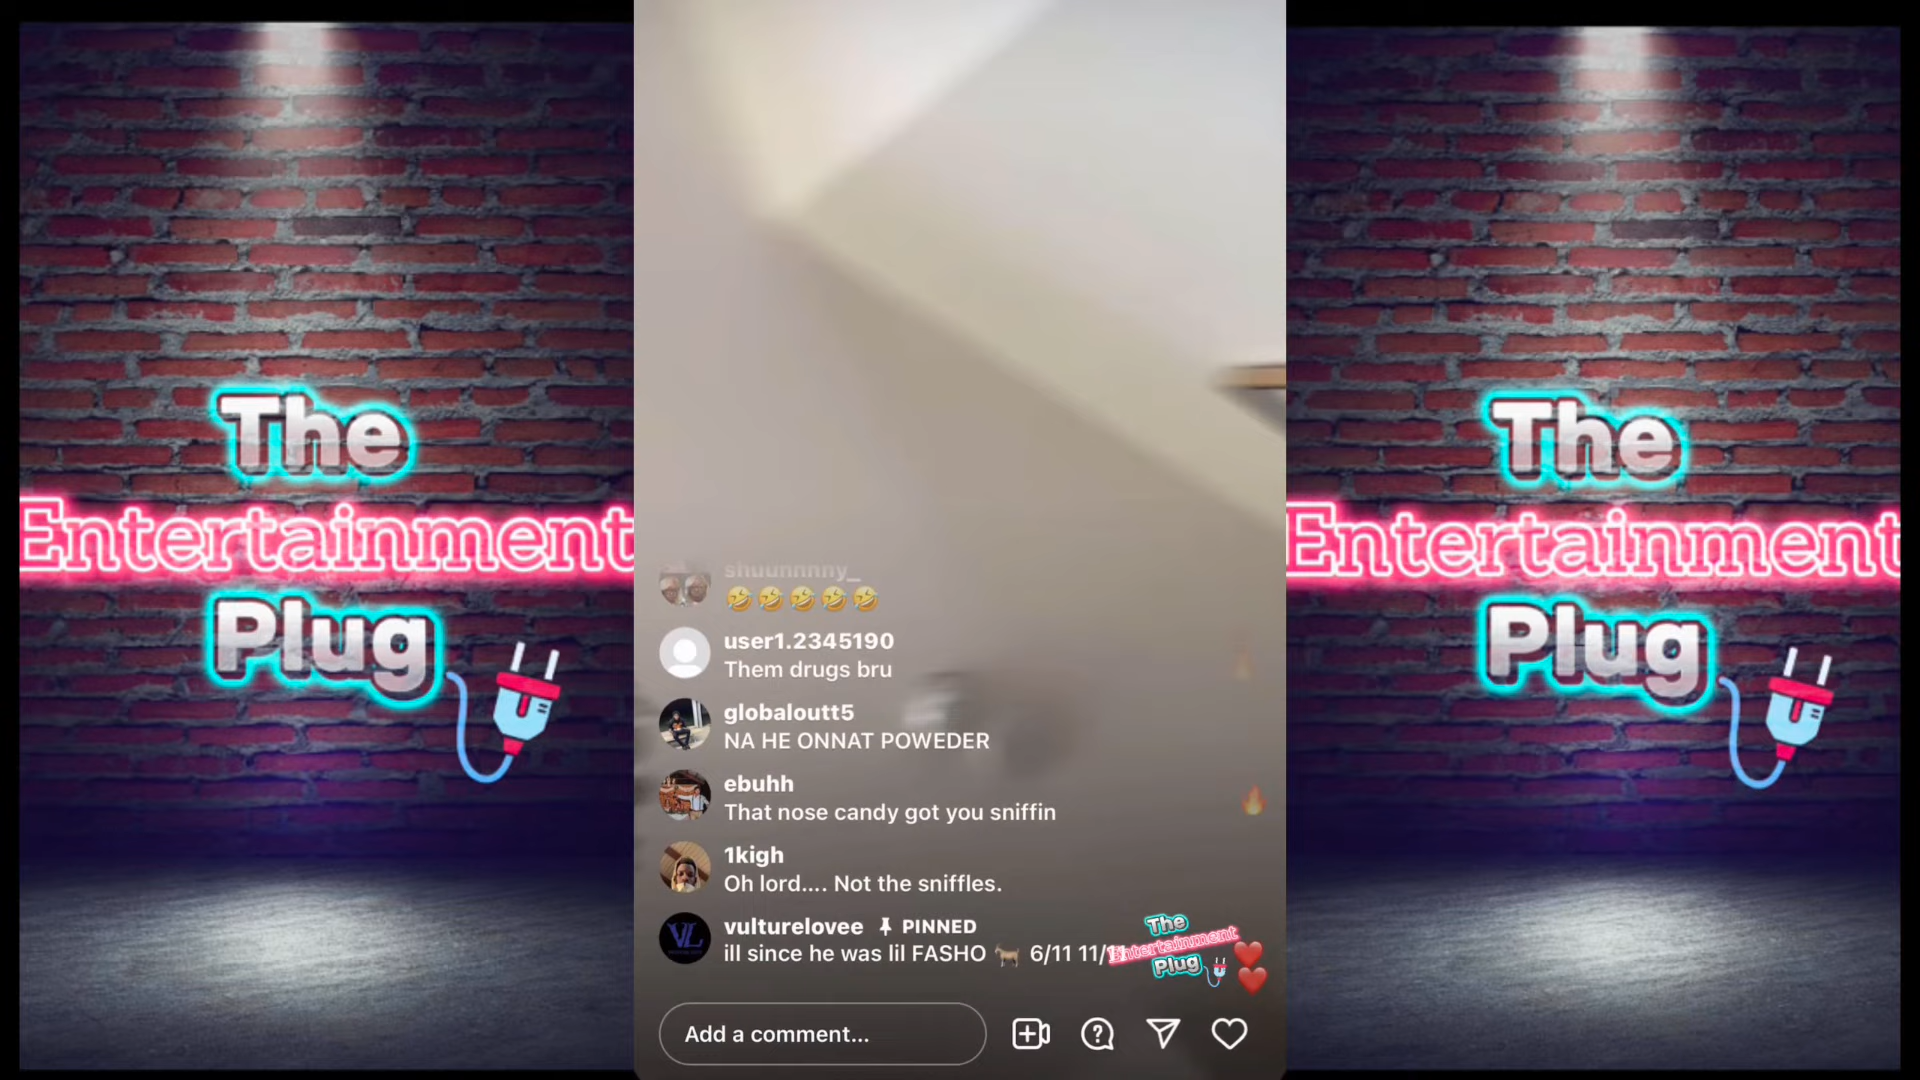 The
Entertainment
Plug
shuunnnny_
🤣🤣🤣🤣🤣
user1.2345190
Them drugs bru
globaloutt5
NA HE ONNAT POWEDER
ebuhh
That nose candy got you sniffin
1kigh
Oh lord.... Not the sniffles.
VL
vulturelovee PINNED
ill since he was lil FASHO 🐐 6/11 11/11
The
Entertainment
Plug
Add a comment...
The
Entertainment
Plug